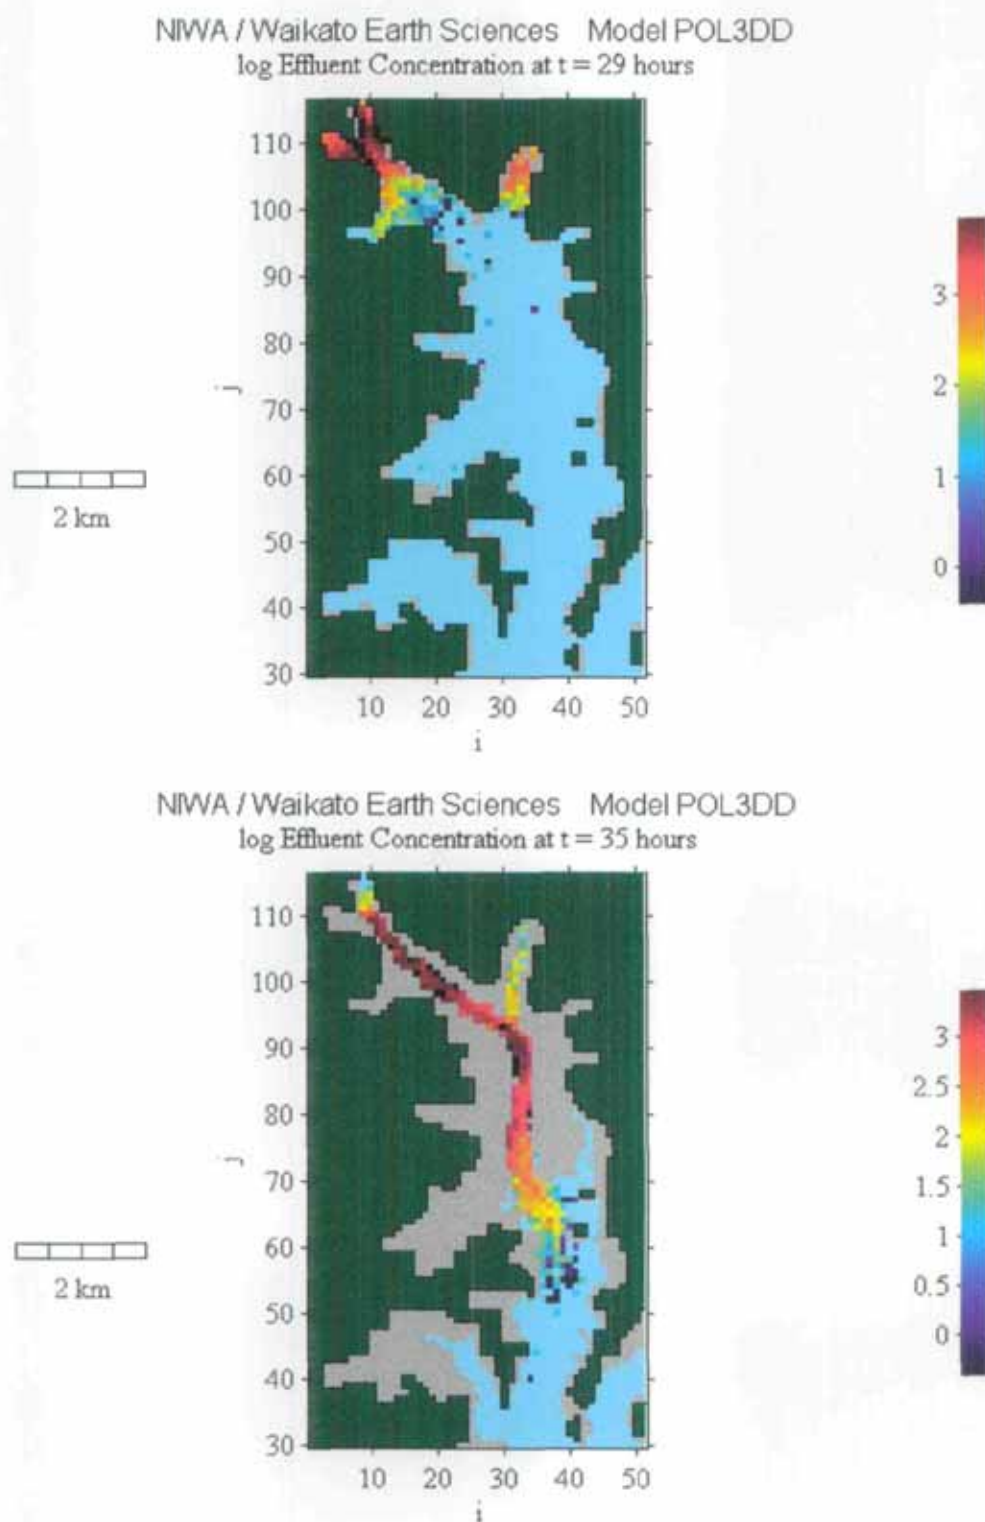 NIWA / Waikato Earth Sciences Model POL3DD
log Effluent Concentration at t = 29 hours
110
100
90
80
70
60
50
40
30
j
10 20 30 40 50
i
2 km
3
2
1
0
NIWA / Waikato Earth Sciences Model POL3DD
log Effluent Concentration at t = 35 hours
110
100
90
80
70
60
50
40
30
j
10 20 30 40 50
i
2 km
3
2.5
2
1.5
1
0.5
0